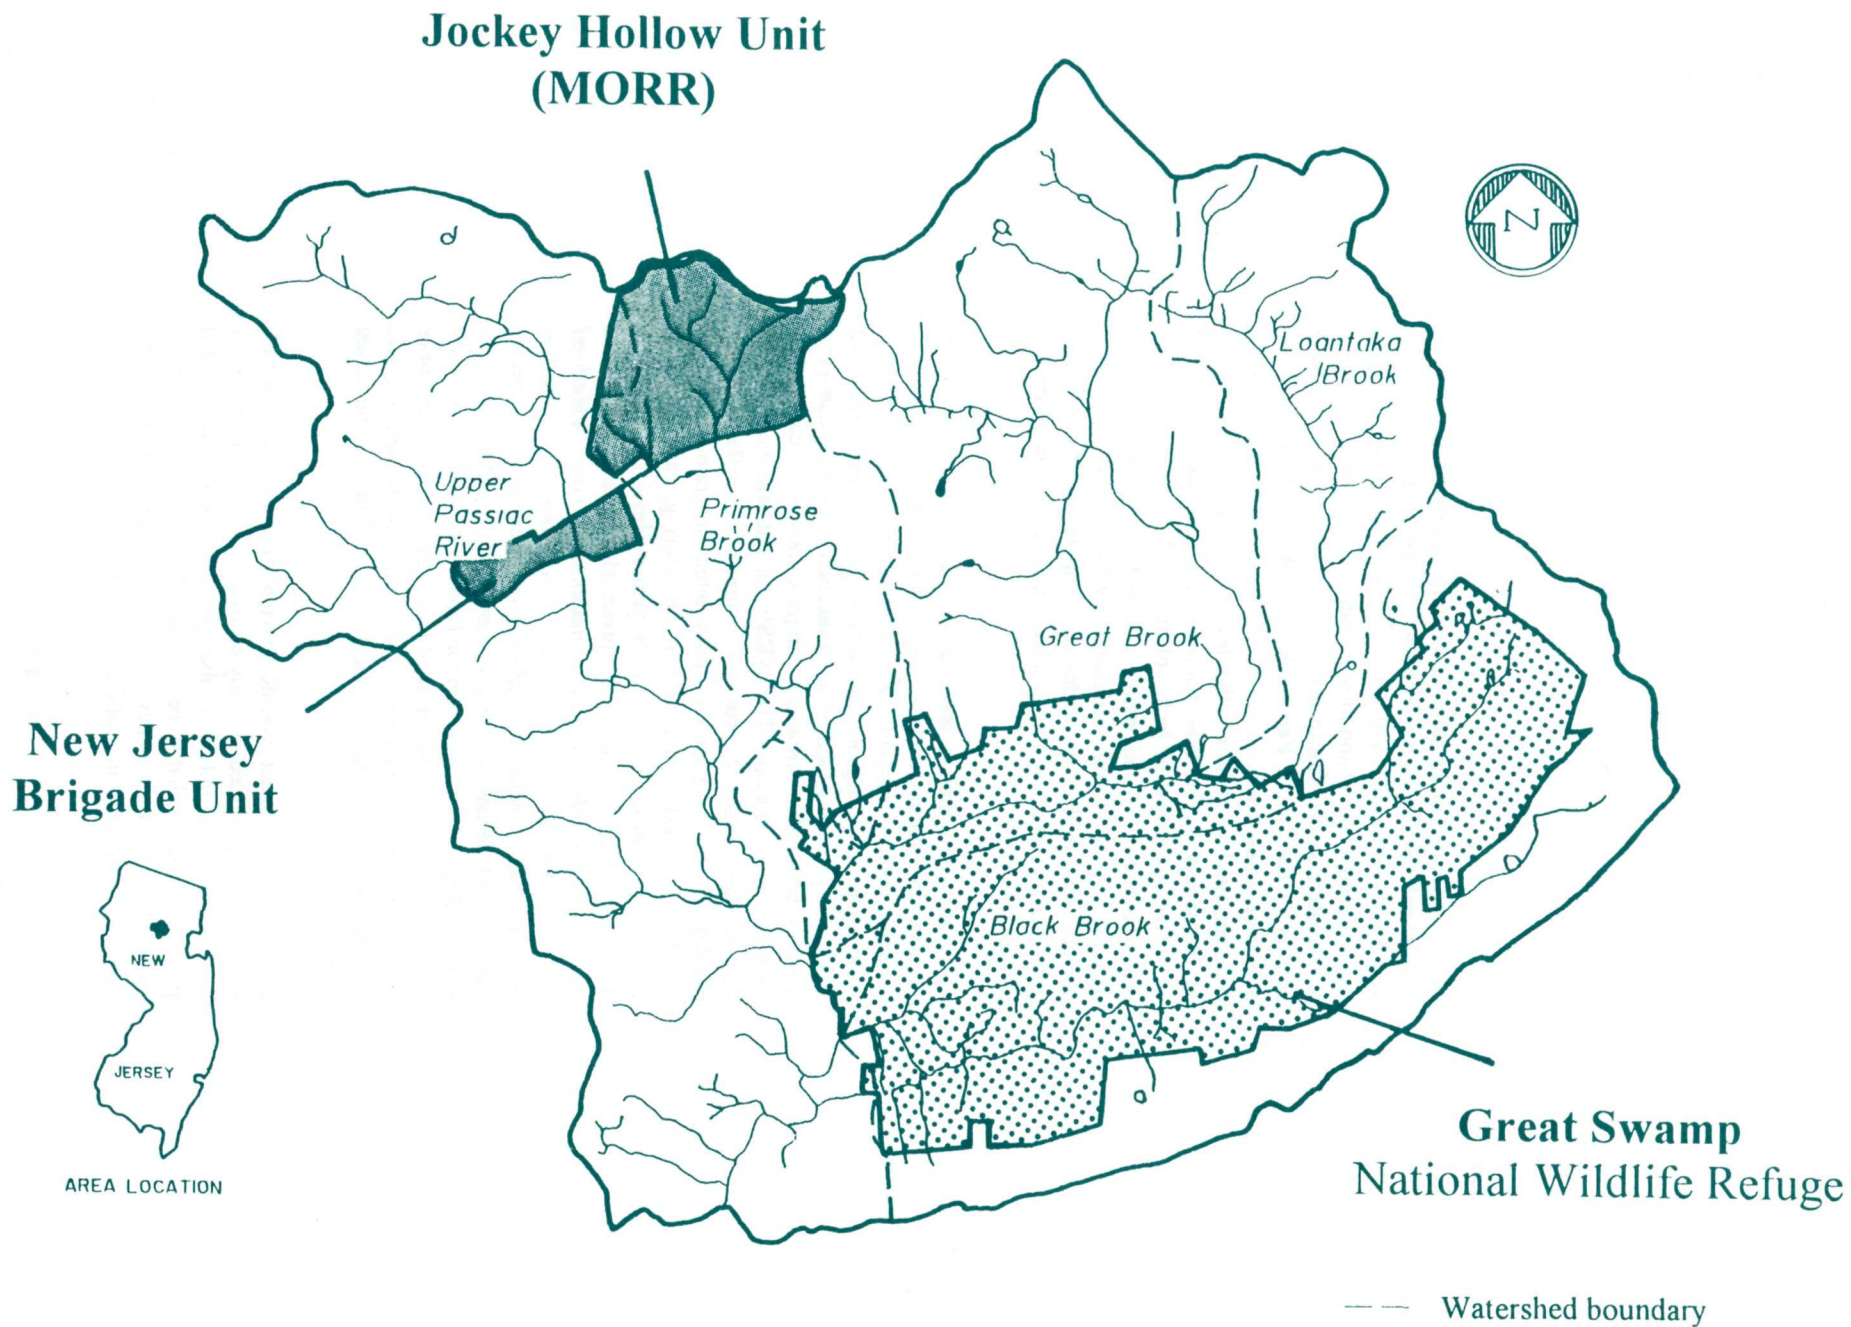 Jockey Hollow Unit
(MORR)
N
Loantaka
Brook
Upper
Passiac
River
Primrose
Brook
Great Brook
New Jersey
Brigade Unit
Black Brook
NEW
JERSEY
AREA LOCATION
Great Swamp
National Wildlife Refuge
Watershed boundary